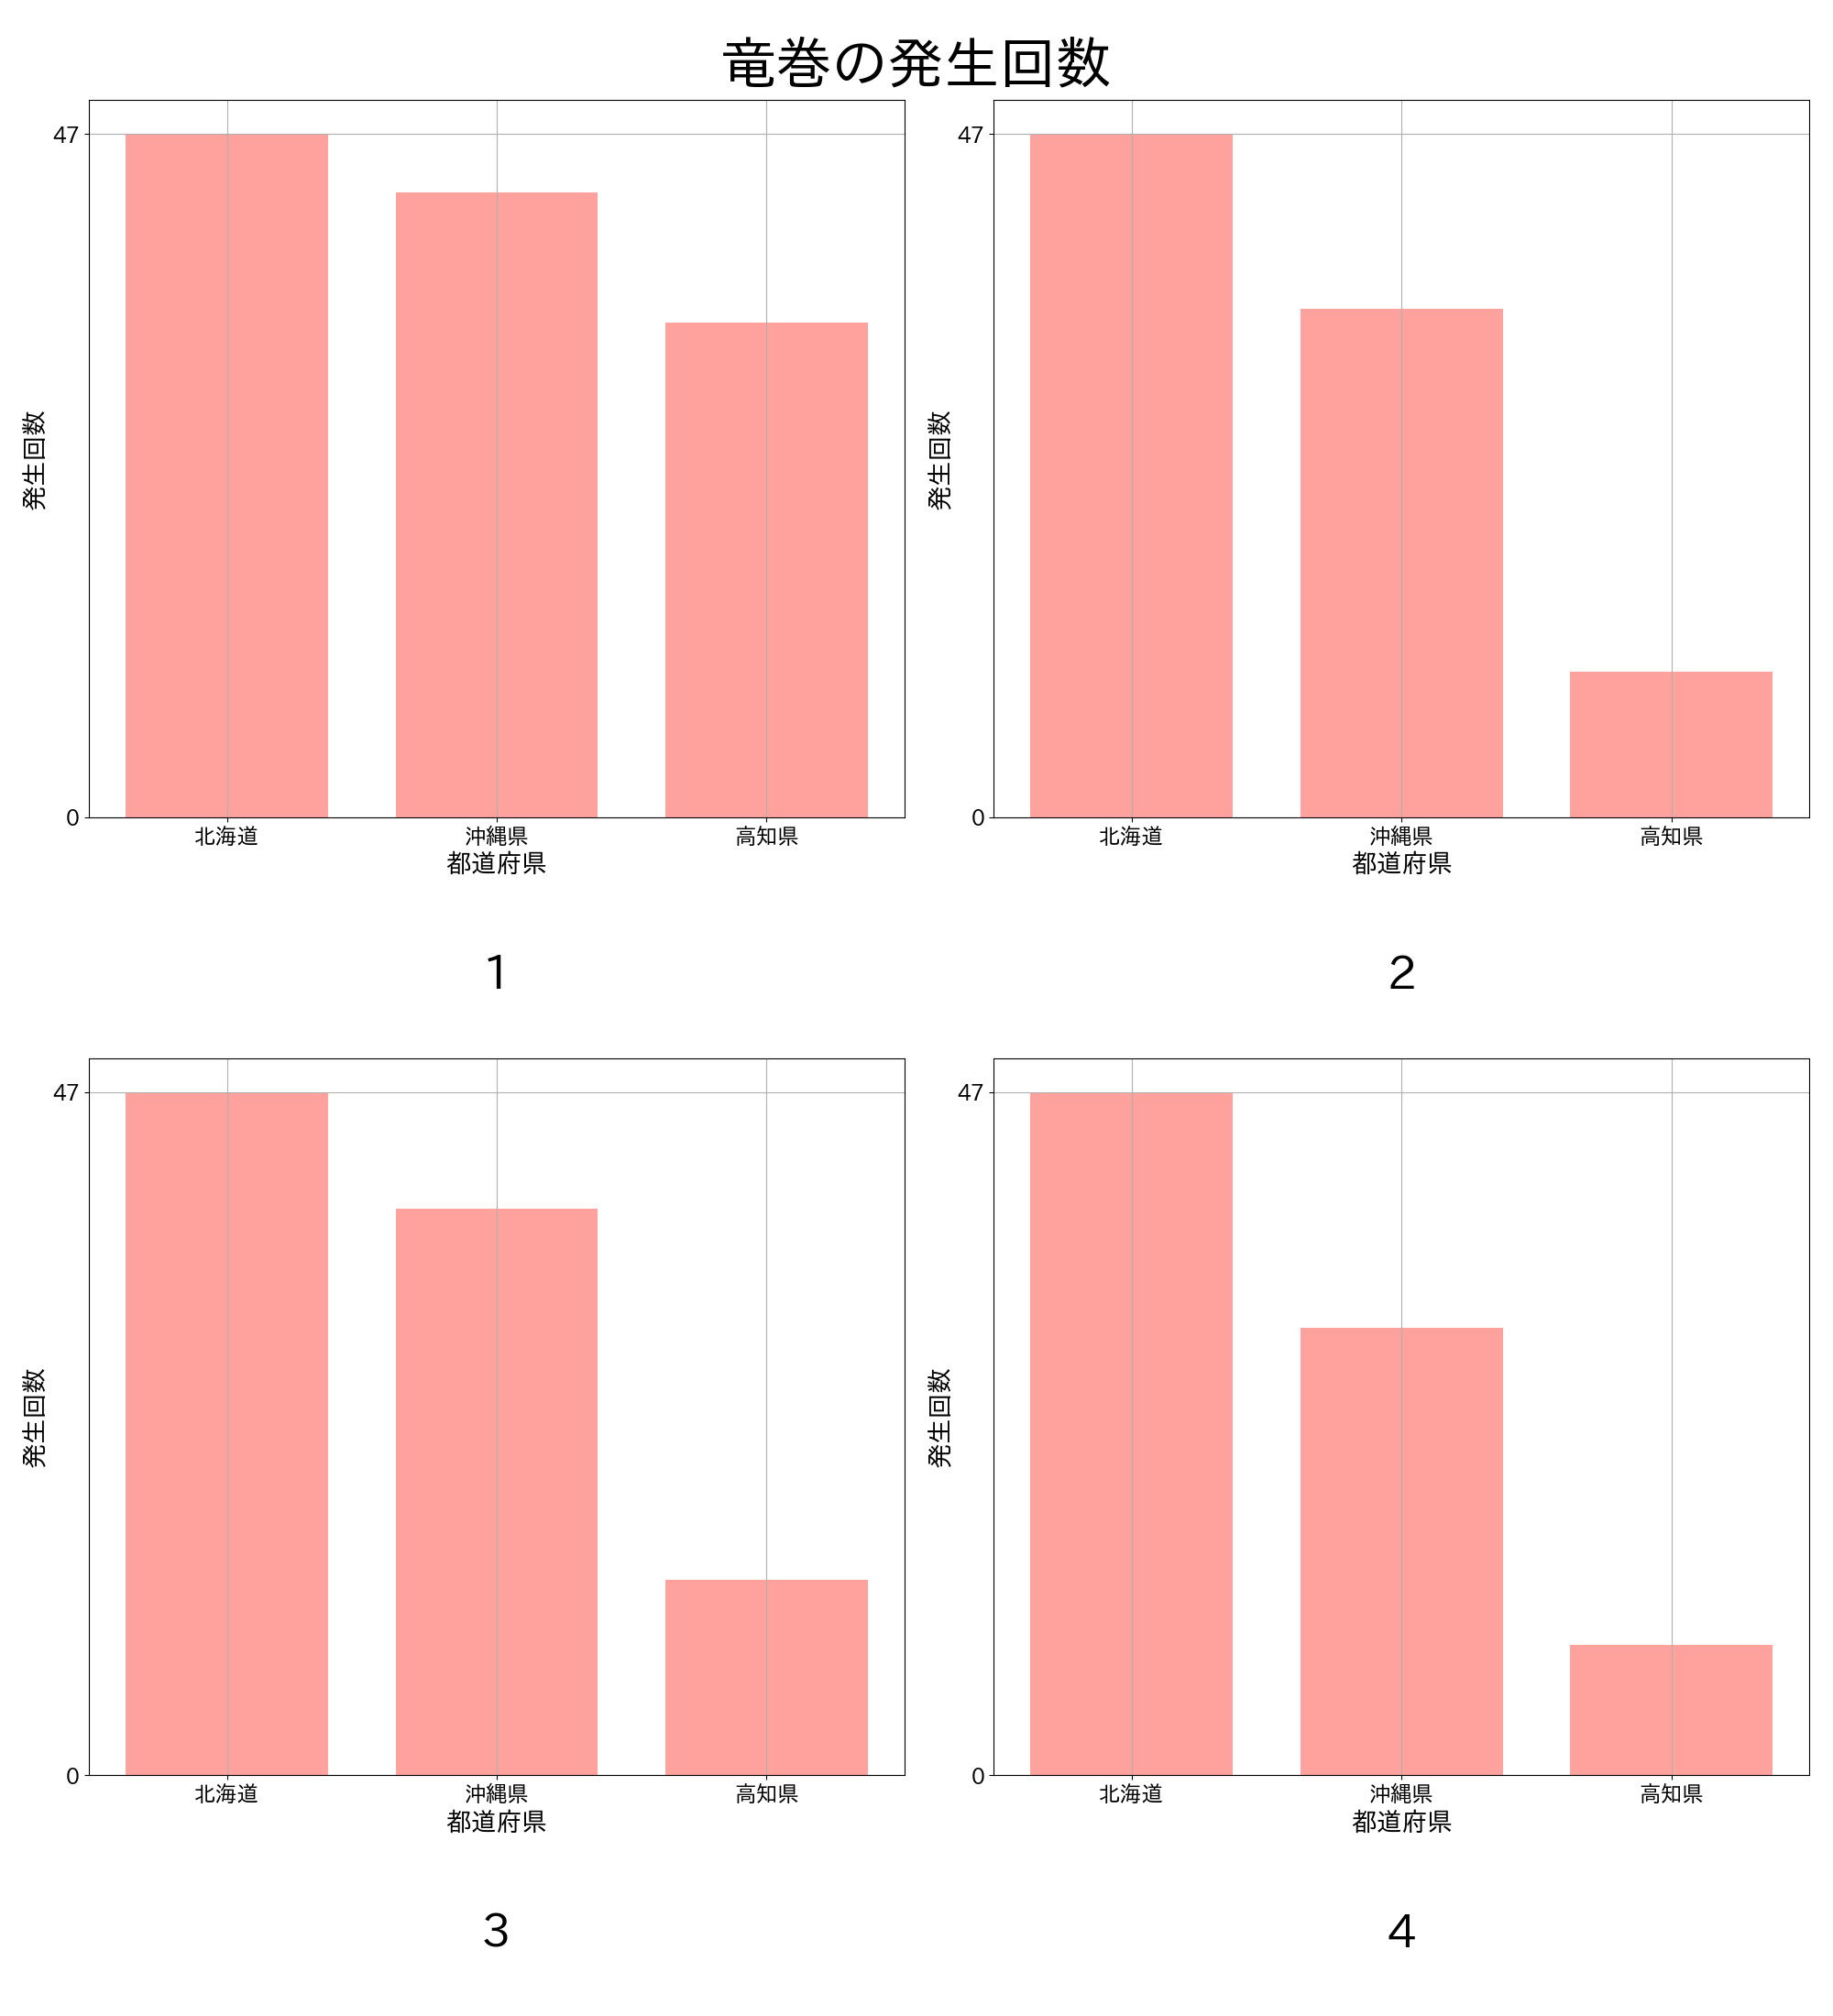 竜巻の発生回数
47
0
発生回数
北海道 沖縄県 高知県
都道府県
1
47
0
発生回数
北海道 沖縄県 高知県
都道府県
2
47
0
発生回数
北海道 沖縄県 高知県
都道府県
3
47
0
発生回数
北海道 沖縄県 高知県
都道府県
4